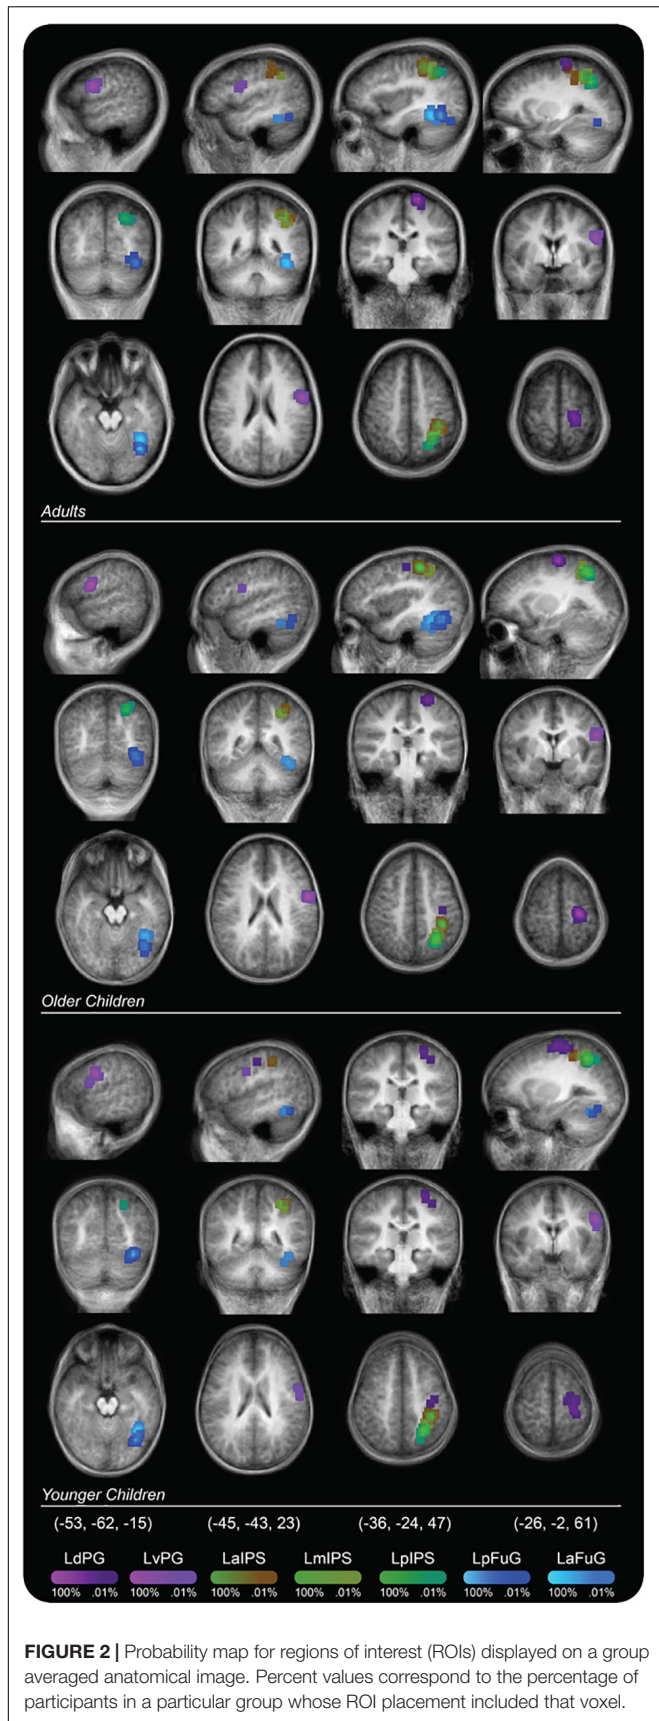 Adults
Older Children
Younger Children
(-53, -62, -15) (-45, -43, 23) (-36, -24, 47) (-26, -2, 61)
LdPG LvPG LaIPS LmIPS LpIPS LpFuG LaFuG
100% .01% 100% .01% 100% .01% 100% .01% 100% .01% 100% .01% 100% .01%
FIGURE 2 | Probability map for regions of interest (ROIs) displayed on a group
averaged anatomical image. Percent values correspond to the percentage of
participants in a particular group whose ROI placement included that voxel.